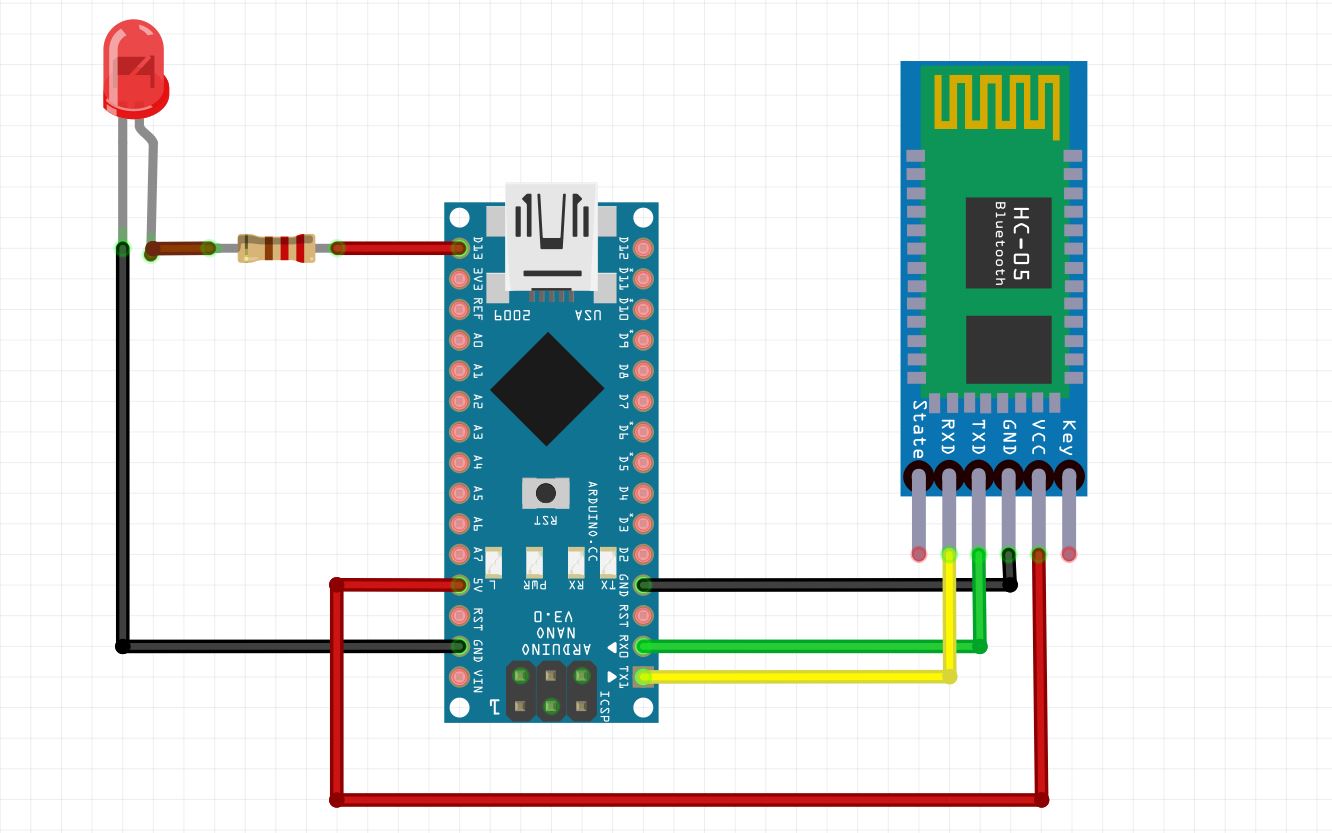 D13
3V3
REF
A0
A1
A2
A3
A4
A5
A6
A7
5V
RST
GND
VIN
D12
D11
D10
D9
D8
D7
D6
D5
D4
D3
D2
GND
RST
RX0
TX1
2009
USA
RST
ARDUINO.CC
L
PWR
RX
TX
V3.0
NANO
ARDUINO
1
ICSP
HC-05
Bluetooth
State
RXD
TXD
GND
VCC
Key